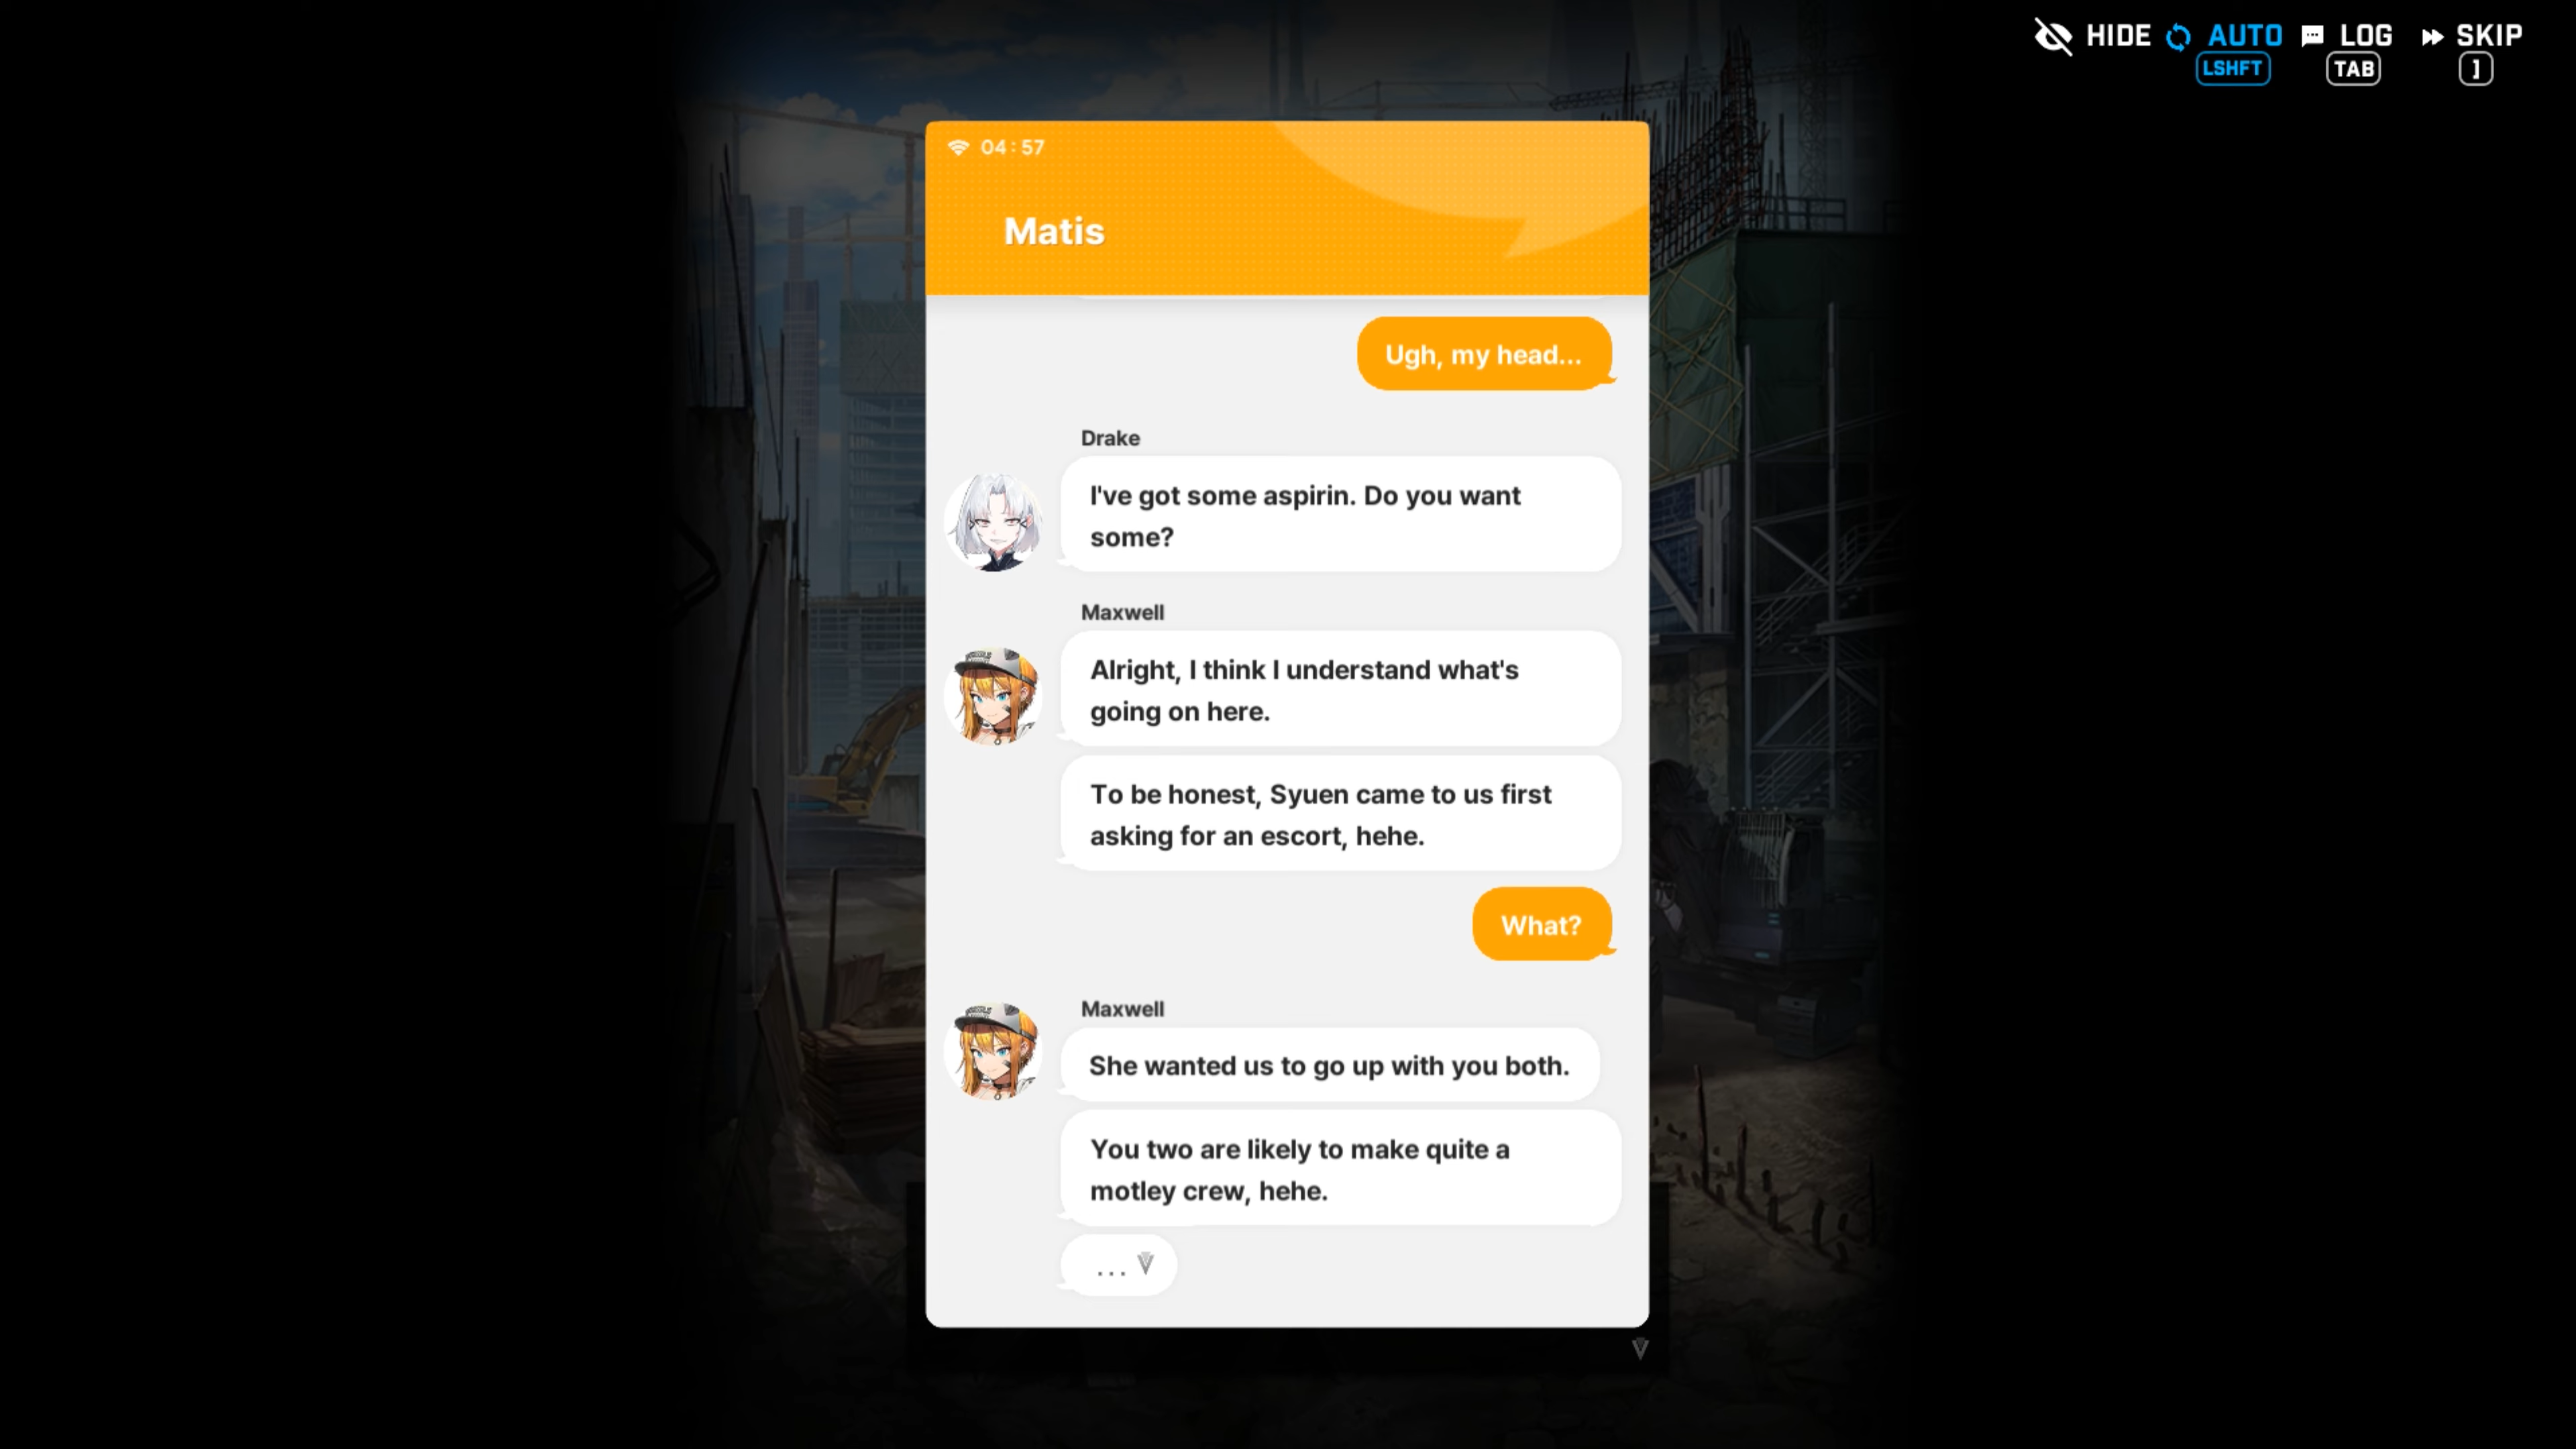 HIDE AUTO LOG SKIP
LSHFT TAB ]
04:57
Matis
Ugh, my head...
Drake
I've got some aspirin. Do you want
some?
Maxwell
Alright, I think I understand what's
going on here.
To be honest, Syuen came to us first
asking for an escort, hehe.
What?
Maxwell
She wanted us to go up with you both.
You two are likely to make quite a
motley crew, hehe.
...